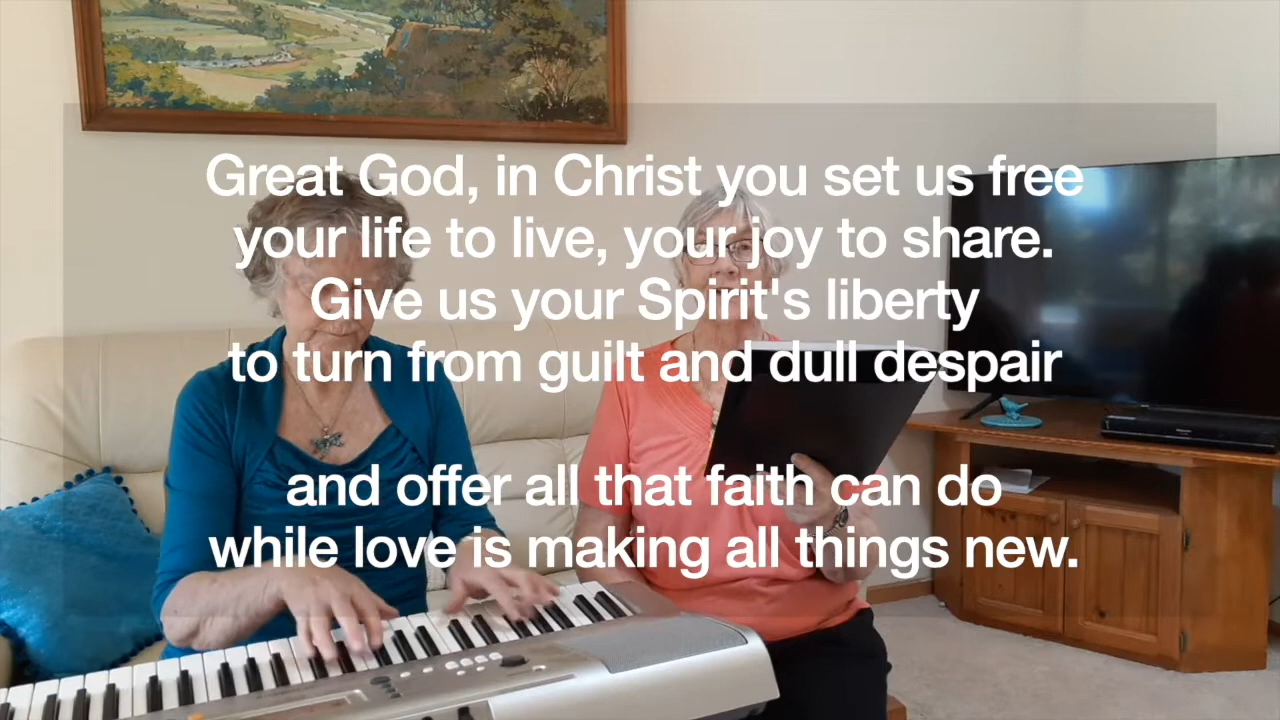 Great God, in Christ you set us free
your life to live, your joy to share.
Give us your Spirit's liberty
to turn from guilt and dull despair
and offer all that faith can do
while love is making all things new.